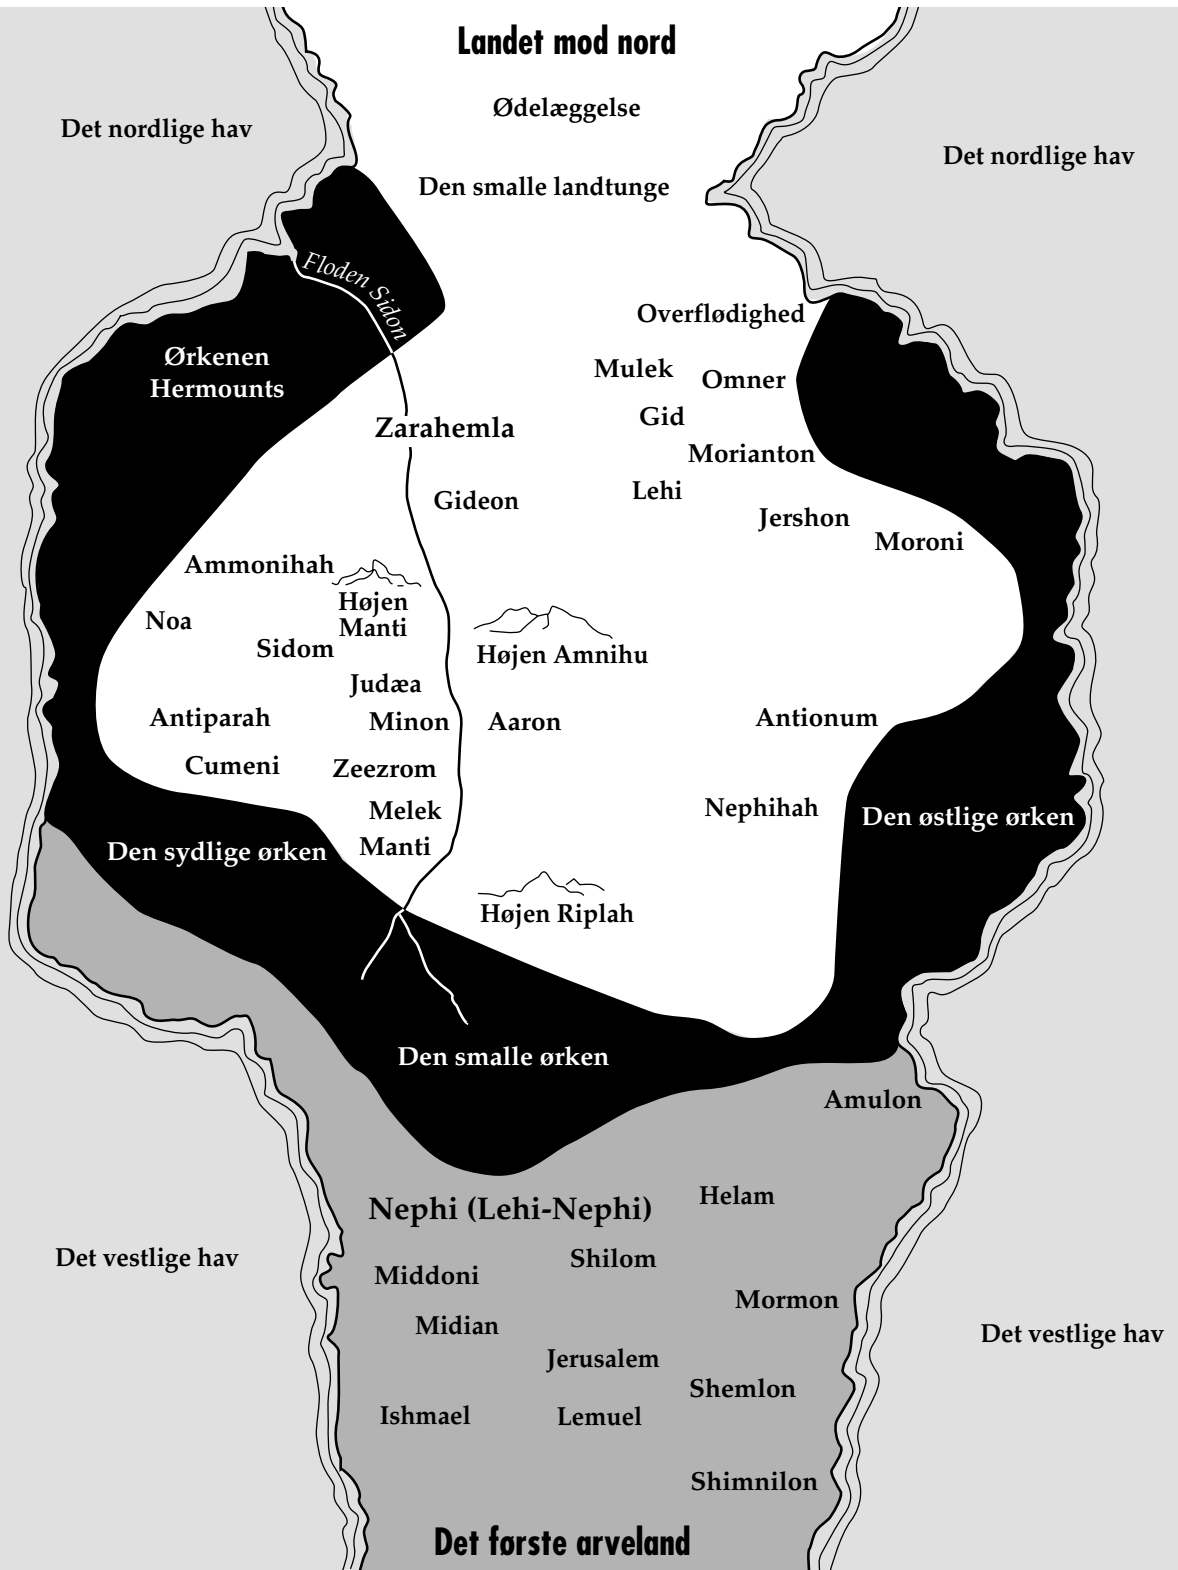 Landet mod nord
Ødelæggelse
Det nordlige hav
Det nordlige hav
Den smalle landtunge
Floden Sidon
Overflødighed
Ørkenen
Hermounts
Mulek
Omner
Gid
Zarahemla
Morianton
Lehi
Gideon
Jershon
Moroni
Ammonihah
Højen
Manti
Noa
Sidom
Højen Amnihu
Judæa
Antiparah
Minon
Aaron
Antionum
Cumeni
Zeezrom
Melek
Nephihah
Den østlige ørken
Manti
Den sydlige ørken
Højen Riplah
Den smalle ørken
Amulon
Helam
Nephi (Lehi-Nephi)
Det vestlige hav
Shilom
Middoni
Mormon
Midian
Det vestlige hav
Jerusalem
Shemlon
Ishmael
Lemuel
Shimnilon
Det første arveland